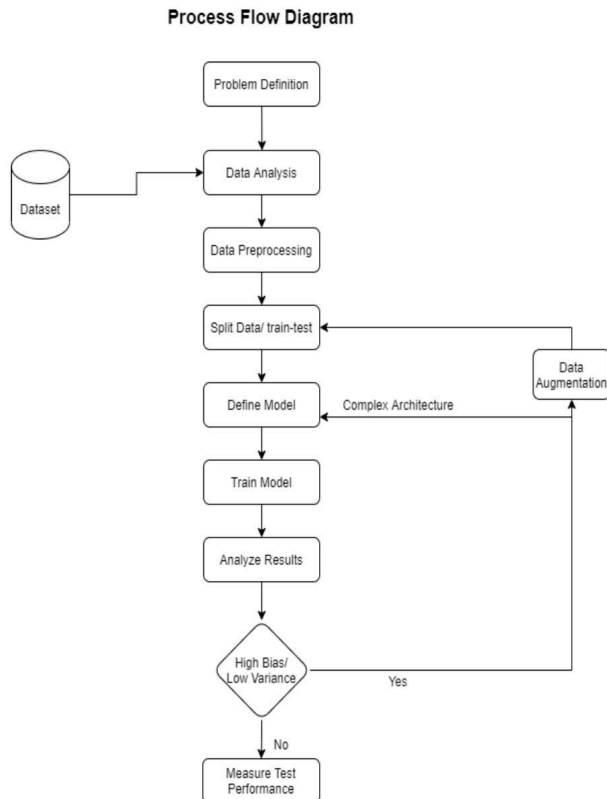 Process Flow Diagram
Problem Definition
Data Analysis
Dataset
Data Preprocessing
Split Data/ train-test
Data
Augmentation
Define Model
Complex Architecture
Train Model
Analyze Results
High Bias/
Low Variance
Yes
No
Measure Test
Performance